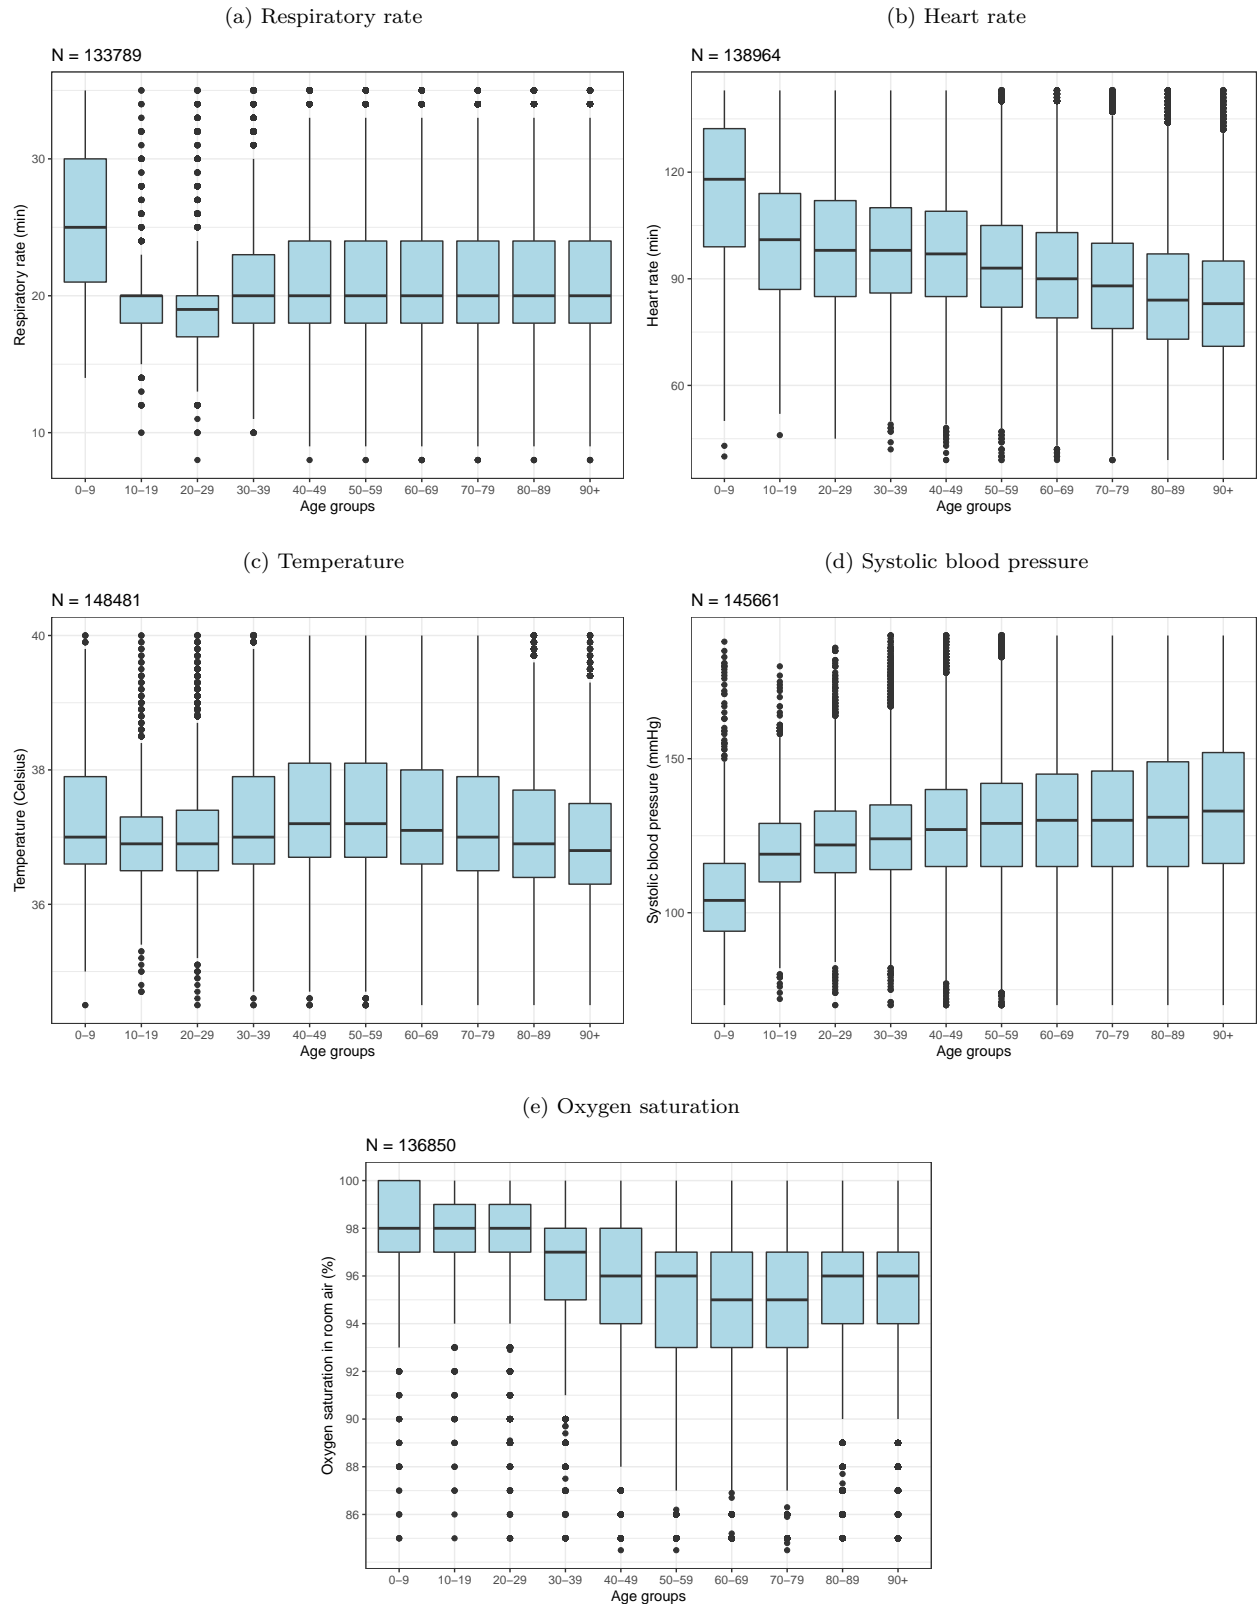 (a) Respiratory rate
N = 133789
Respiratory rate (min)
30
20
10
0−9 10−19 20−29 30−39 40−49 50−59 60−69 70−79 80−89 90+
Age groups
(b) Heart rate
N = 138964
Heart rate (min)
120
90
60
0−9 10−19 20−29 30−39 40−49 50−59 60−69 70−79 80−89 90+
Age groups
(c) Temperature
N = 148481
Temperature (Celsius)
40
38
36
0−9 10−19 20−29 30−39 40−49 50−59 60−69 70−79 80−89 90+
Age groups
(d) Systolic blood pressure
N = 145661
Systolic blood pressure (mmHg)
150
100
0−9 10−19 20−29 30−39 40−49 50−59 60−69 70−79 80−89 90+
Age groups
(e) Oxygen saturation
N = 136850
Oxygen saturation in room air (%)
100
98
96
94
92
90
88
86
0−9 10−19 20−29 30−39 40−49 50−59 60−69 70−79 80−89 90+
Age groups